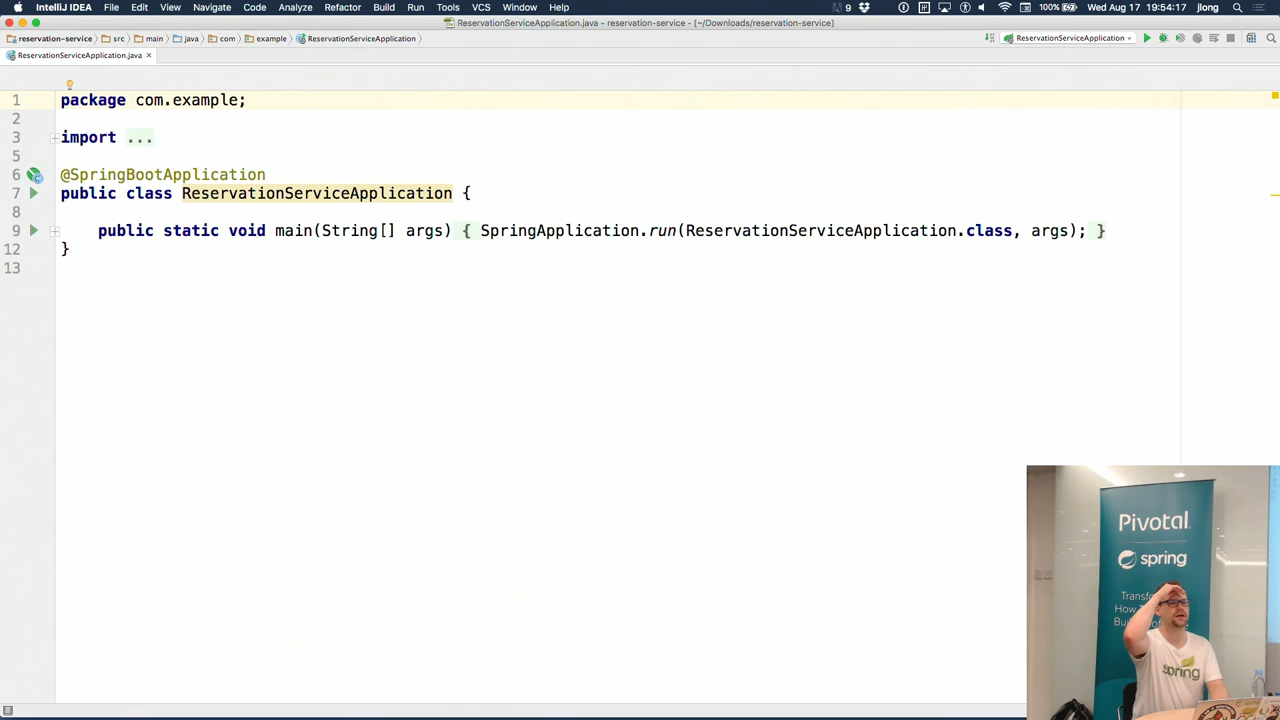 IntelliJ IDEA File Edit View Navigate Code Analyze Refactor Build Run Tools VCS Window Help 9 100% Wed Aug 17 19:54:17 jlong
ReservationServiceApplication.java - reservation-service - [~/Downloads/reservation-service]
reservation-service src main java com example ReservationServiceApplication ReservationServiceApplication
ReservationServiceApplication.java
1 package com.example;
2
3 import ...
5
6 @SpringBootApplication
7 public class ReservationServiceApplication {
8
9 public static void main(String[] args) { SpringApplication.run(ReservationServiceApplication.class, args); }
12 }
13
Pivotal
spring
How
spring